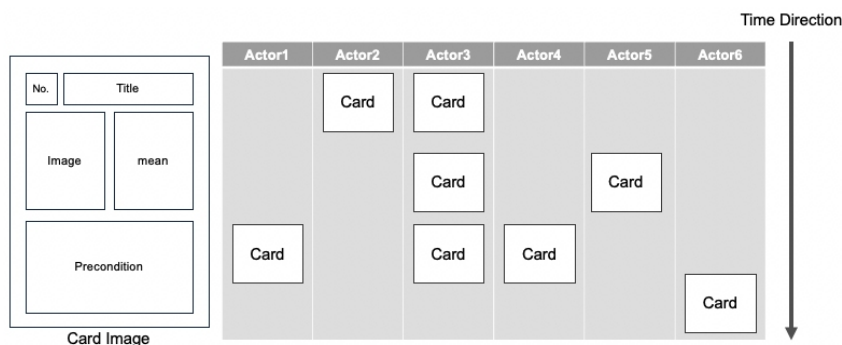 Time Direction
Actor1 Actor2 Actor3 Actor4 Actor5 Actor6
No. Title
Image mean
Precondition
Card Image
Card Card
Card Card
Card Card Card
Card